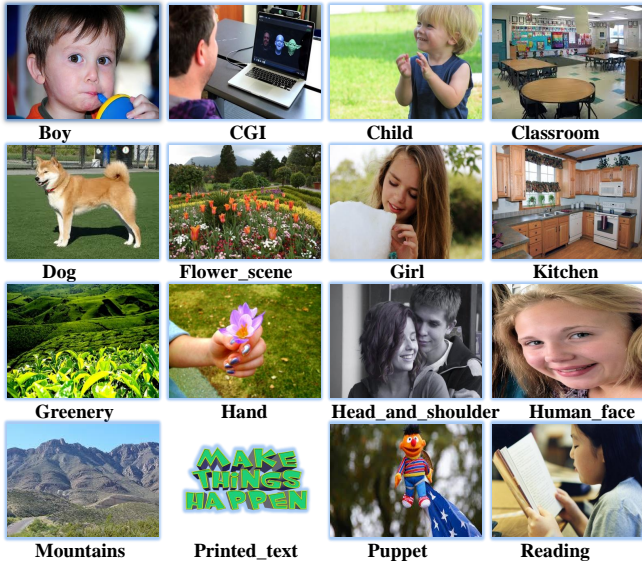 Boy CGI Child Classroom
Dog Flower_scene Girl Kitchen
Greenery Hand Head_and_shoulder Human_face
MAKE
THINGS
HAPPEN
Mountains Printed_text Puppet Reading